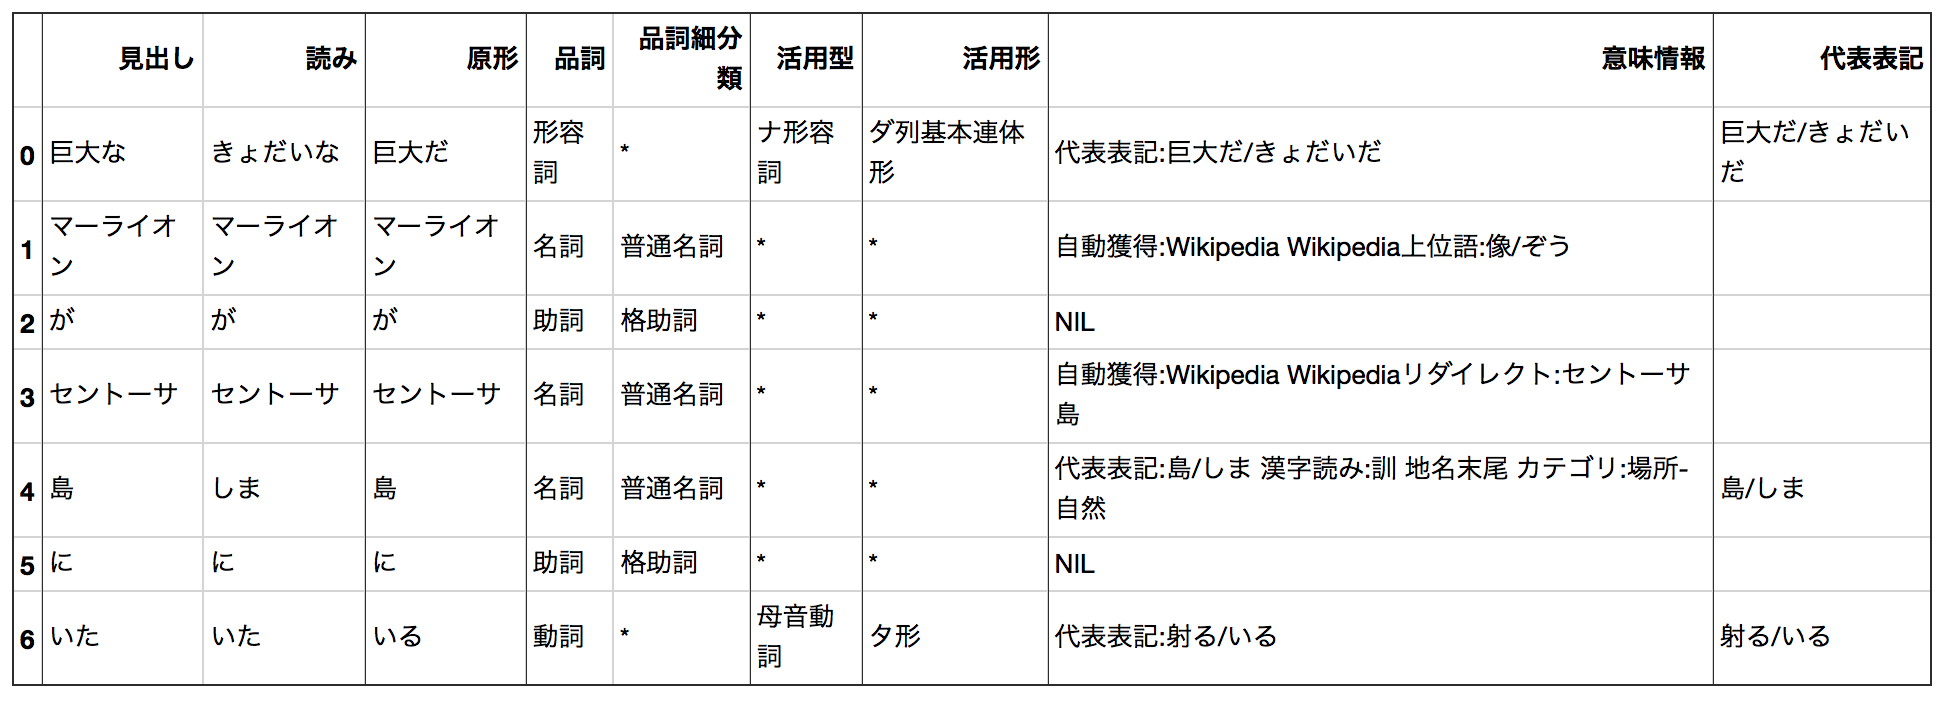 見出し 読み 原形 品詞 品詞細分類 活用型 活用形 意味情報 代表表記
0 巨大な きょだいな 巨大だ 形容詞 * ナ形容詞 ダ列基本連体形 代表表記:巨大だ/きょだいだ 巨大だ/きょだいだ
1 マーライオン マーライオン マーライオン 名詞 普通名詞 * * 自動獲得:Wikipedia Wikipedia上位語:像/ぞう
2 が が が 助詞 格助詞 * * NIL
3 セントーサ セントーサ セントーサ 名詞 普通名詞 * * 自動獲得:Wikipedia Wikipediaリダイレクト:セントーサ島
4 島 しま 島 名詞 普通名詞 * * 代表表記:島/しま 漢字読み:訓 地名末尾 カテゴリ:場所-自然 島/しま
5 に に に 助詞 格助詞 * * NIL
6 いた いた いる 動詞 * 母音動詞 タ形 代表表記:射る/いる 射る/いる